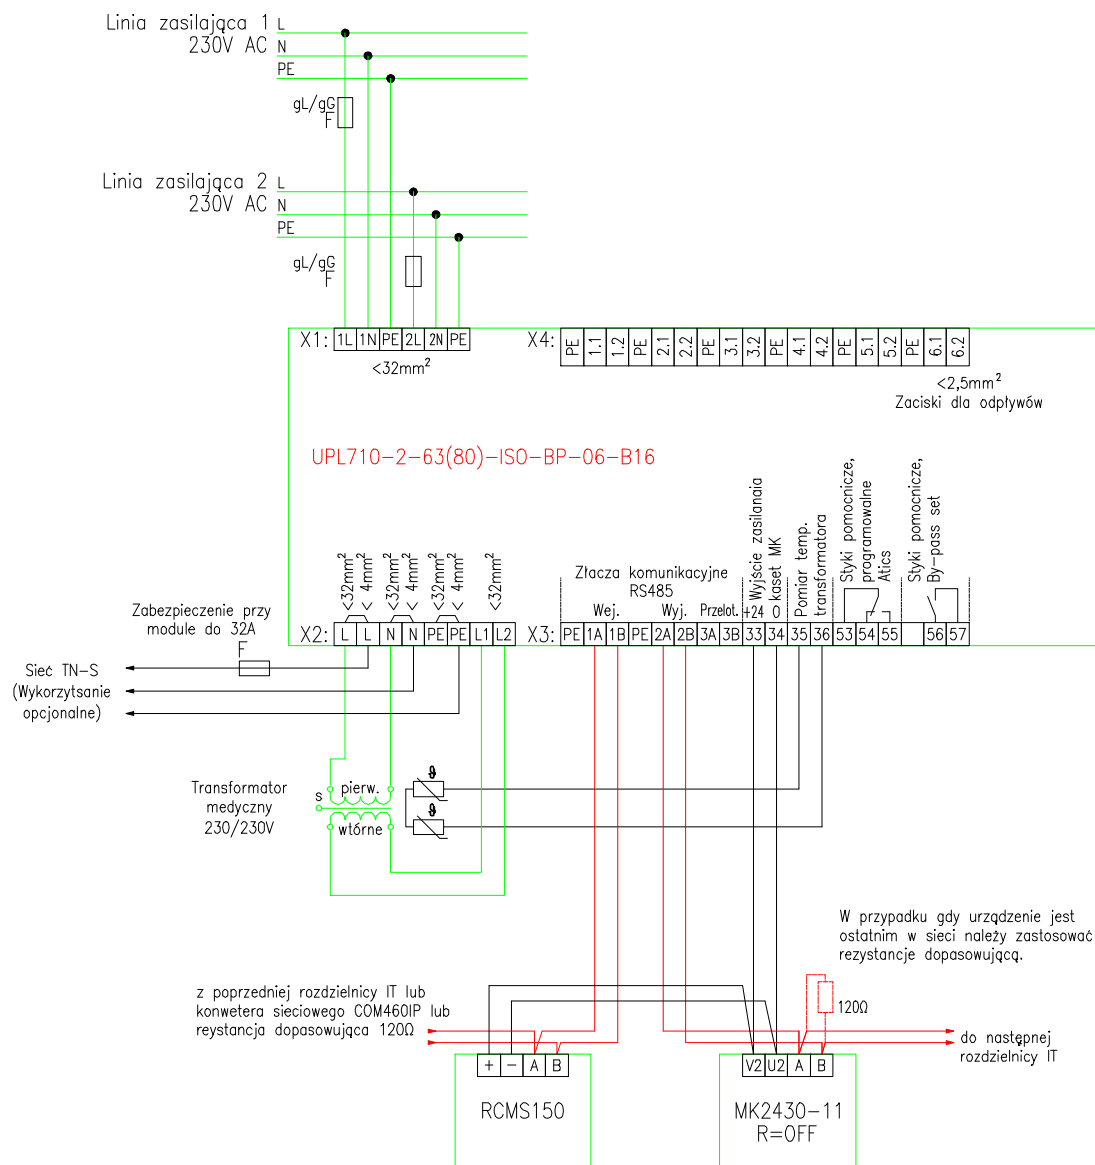 Linia zasilająca 1
230V AC
L
N
PE
gL/gG
F
Linia zasilająca 2
230V AC
L
N
PE
gL/gG
F
X1: 1L 1N PE 2L 2N PE
<32mm²
X4: PE 1.1 1.2 PE 2.1 2.2 PE 3.1 3.2 PE 4.1 4.2 PE 5.1 5.2 PE 6.1 6.2
<2,5mm²
Zaciski dla odpływów
UPL710-2-63(80)-ISO-BP-06-B16
<32mm²
< 4mm²
<32mm²
< 4mm²
<32mm²
< 4mm²
<32mm²
Złacza komunikacyjne
RS485
Wej. Wyj. Przelot.
Wyjście zasilanaia
kaset MK
+24 0
Pomiar temp.
transformatora
Styki pomocnicze,
programowalne
Atics
Styki pomocnicze,
By-pass set
X2: L L N N PE PE L1 L2
X3: PE 1A 1B PE 2A 2B 3A 3B 33 34 35 36 53 54 55 56 57
Zabezpieczenie przy
module do 32A
F
Sieć TN-S
(Wykorzytsanie
opcjonalne)
Transformator
medyczny
230/230V
S
pierw.
wtórne
ϑ
ϑ
W przypadku gdy urządzenie jest
ostatnim w sieci należy zastosować
rezystancje dopasowującą.
120Ω
z poprzedniej rozdzielnicy IT lub
konwetera sieciowego COM460IP lub
reystancja dopasowująca 120Ω
do następnej
rozdzielnicy IT
+ - A B
RCMS150
V2 U2 A B
MK2430-11
R=OFF